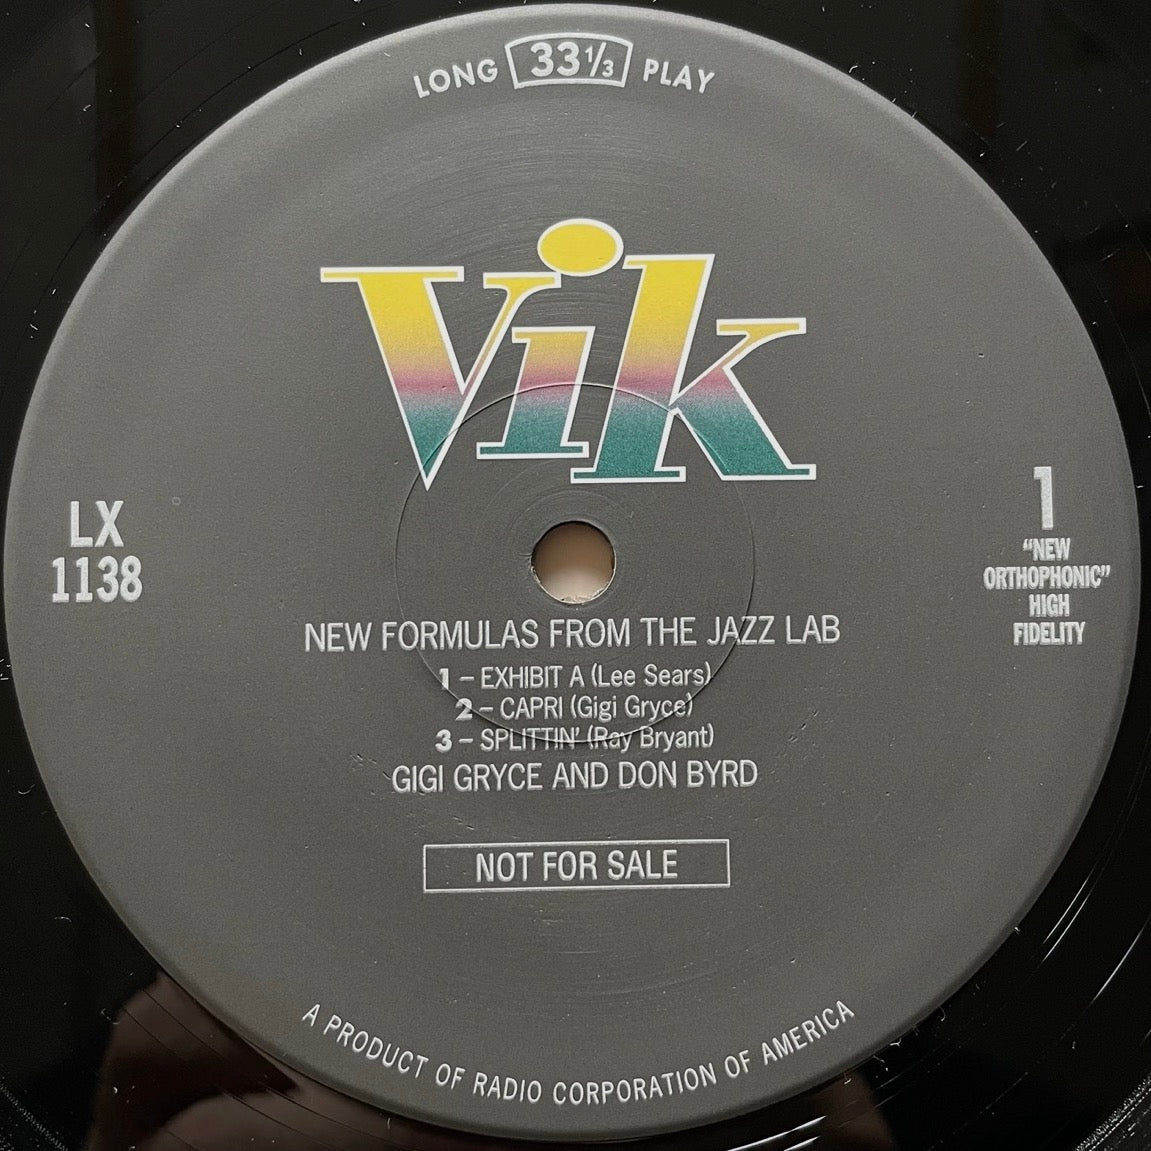 LONG 33 1/3 PLAY
Vik
LX
1138
1
“NEW
ORTHOPHONIC”
HIGH
FIDELITY
NEW FORMULAS FROM THE JAZZ LAB
1 – EXHIBIT A (Lee Sears)
2 – CAPRI (Gigi Gryce)
3 – SPLITTIN’ (Ray Bryant)
GIGI GRYCE AND DON BYRD
NOT FOR SALE
A PRODUCT OF RADIO CORPORATION OF AMERICA